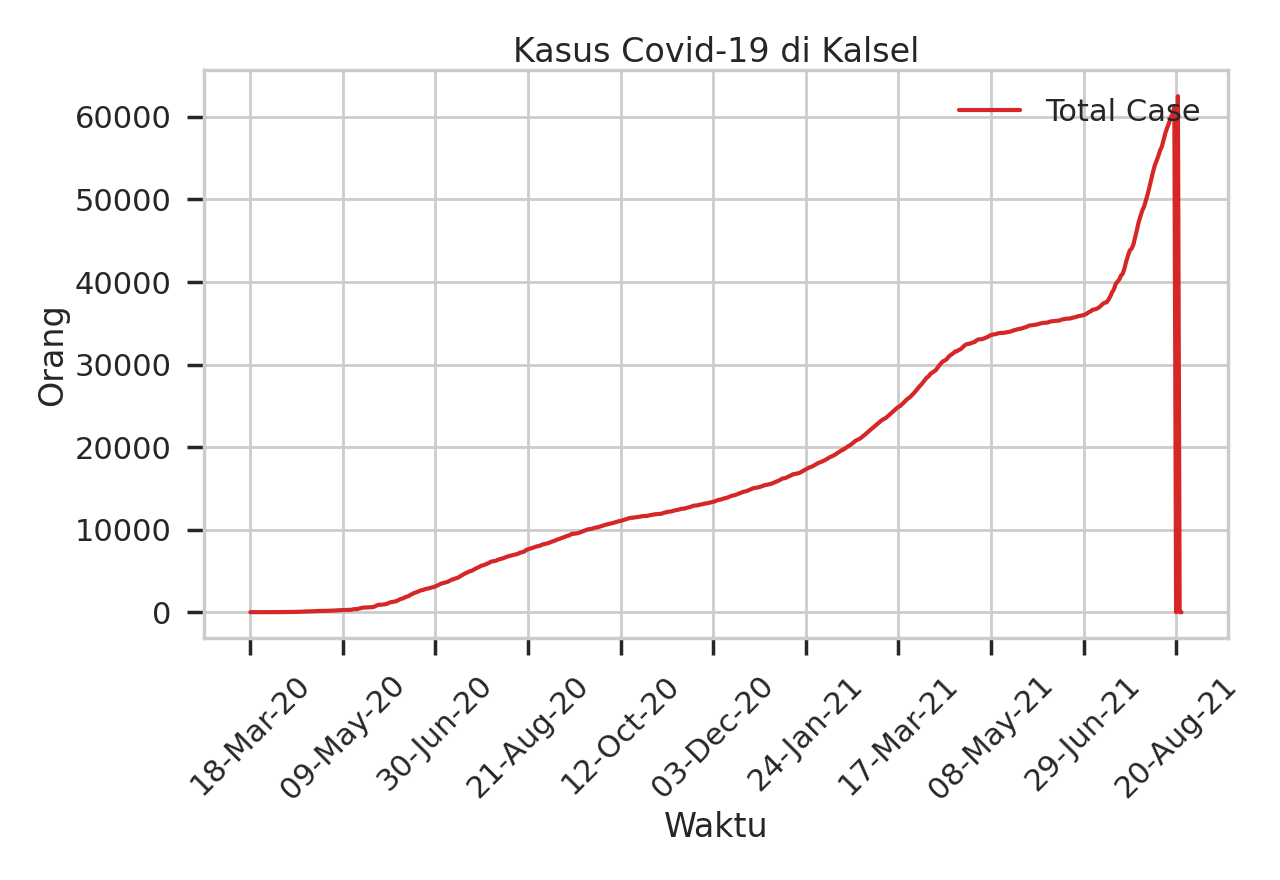 Kasus Covid-19 di Kalsel
Total Case
Orang
60000
50000
40000
30000
20000
10000
0
18-Mar-20
09-May-20
30-Jun-20
21-Aug-20
12-Oct-20
03-Dec-20
24-Jan-21
17-Mar-21
08-May-21
29-Jun-21
20-Aug-21
Waktu